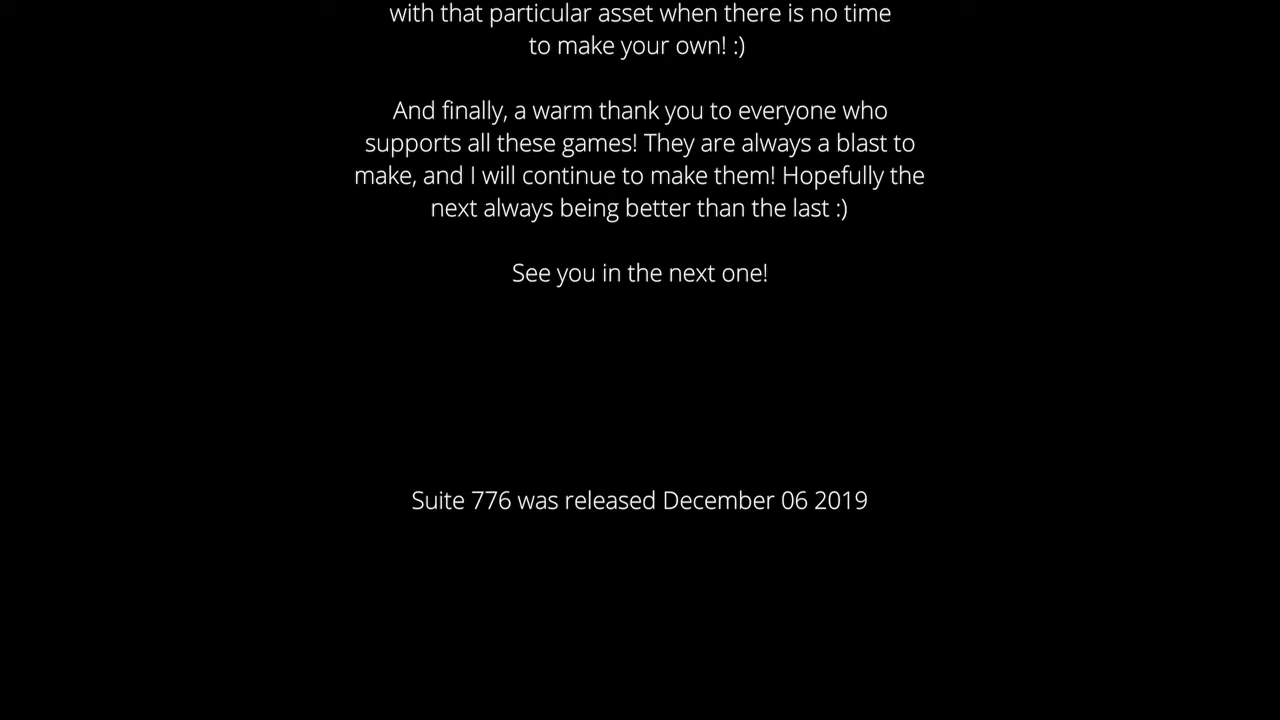 with that particular asset when there is no time
to make your own! :)
And finally, a warm thank you to everyone who
supports all these games! They are always a blast to
make, and I will continue to make them! Hopefully the
next always being better than the last :)
See you in the next one!
Suite 776 was released December 06 2019